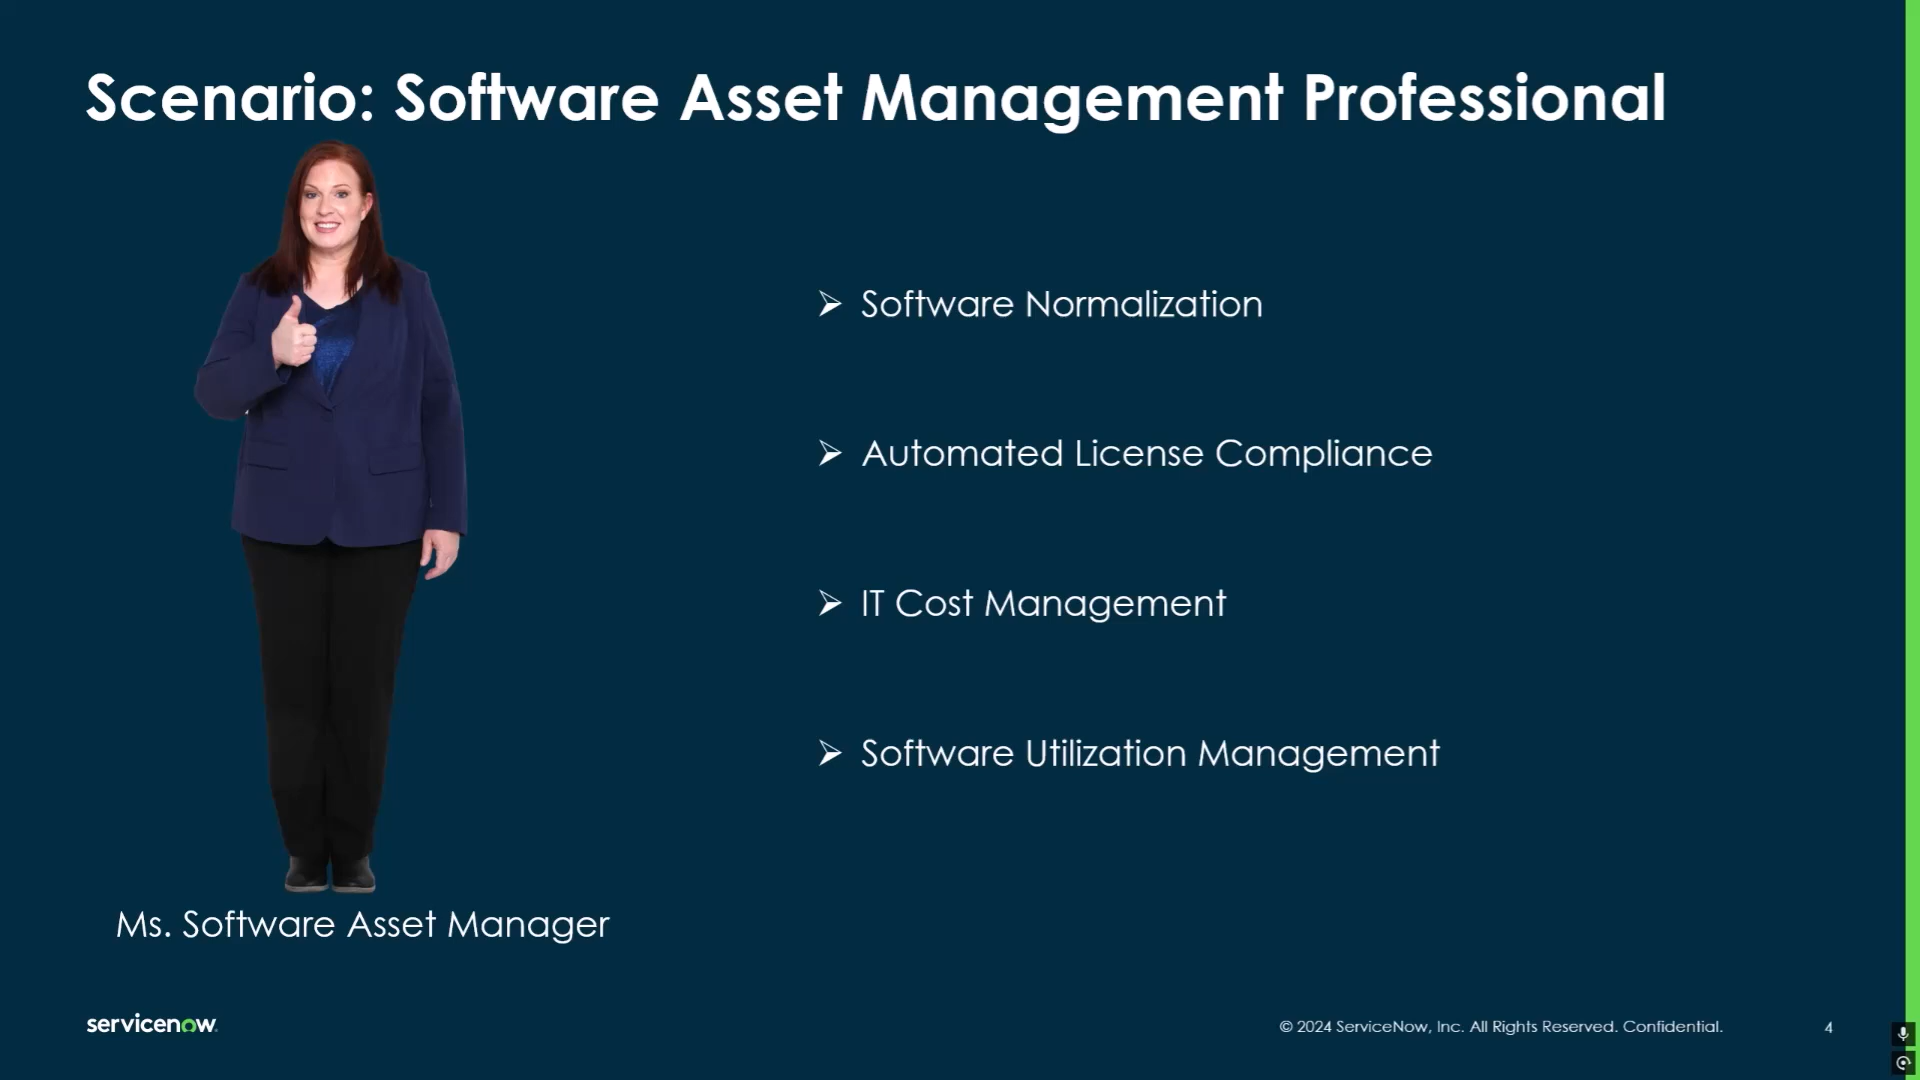 Scenario: Software Asset Management Professional
➢ Software Normalization
➢ Automated License Compliance
➢ IT Cost Management
➢ Software Utilization Management
Ms. Software Asset Manager
servicenow
© 2024 ServiceNow, Inc. All Rights Reserved. Confidential.
4